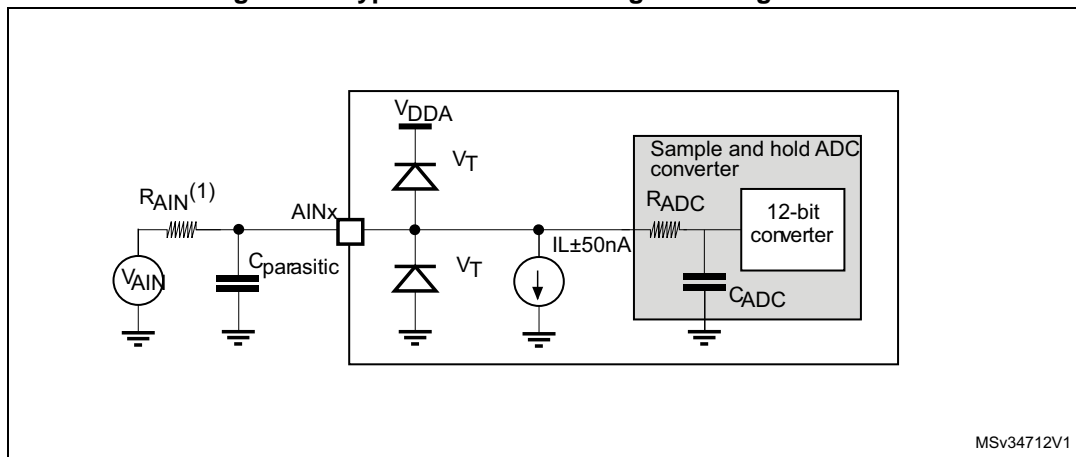 VDDA
VT
RAIN(1)
AINx
Cparasitic
VAIN
VT
IL±50nA
Sample and hold ADC
converter
RADC
12-bit
converter
CADC
MSv34712V1